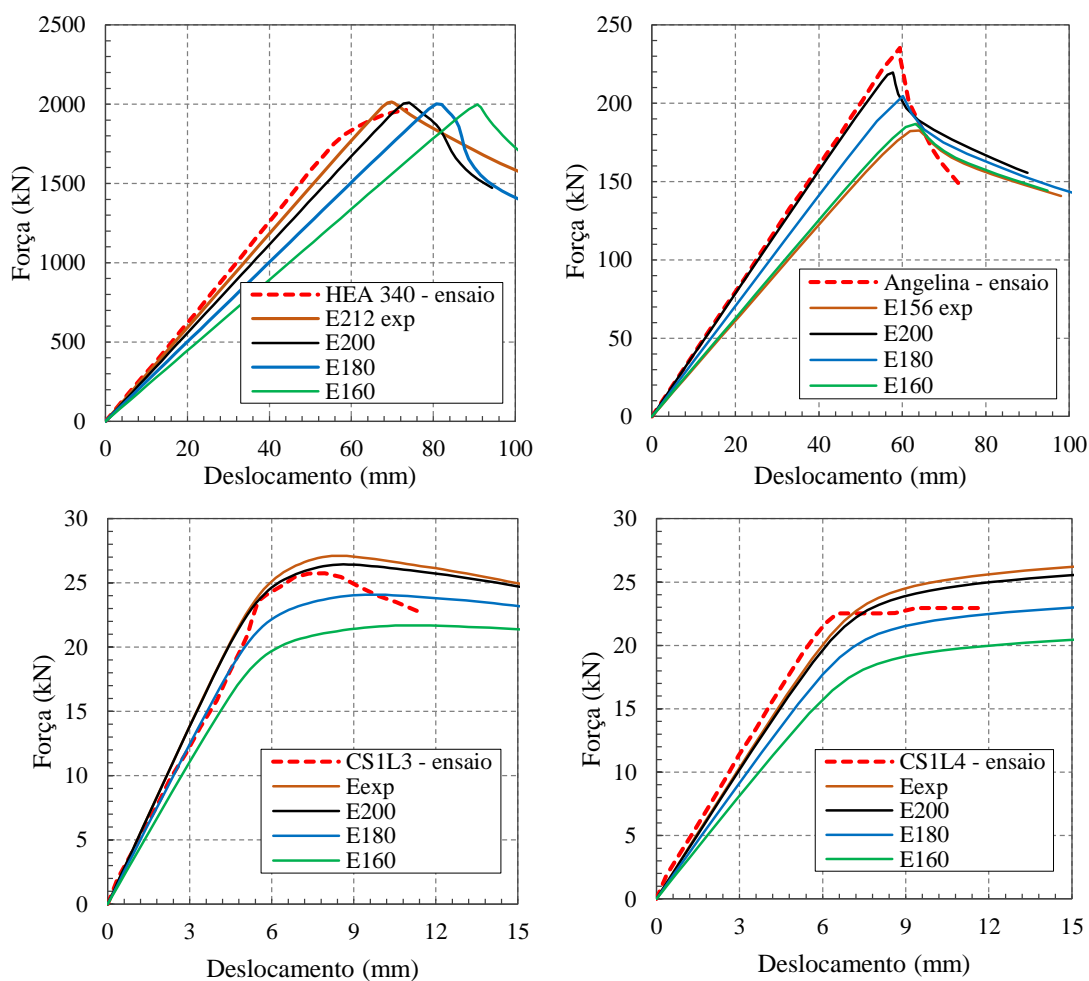 2500
2000
1500
1000
500
0
Força (kN)
0 20 40 60 80 100
Deslocamento (mm)
HEA 340 - ensaio
E212 exp
E200
E180
E160
250
200
150
100
50
0
Força (kN)
0 20 40 60 80 100
Deslocamento (mm)
Angelina - ensaio
E156 exp
E200
E180
E160
30
25
20
15
10
5
0
Força (kN)
0 3 6 9 12 15
Deslocamento (mm)
CS1L3 - ensaio
Eexp
E200
E180
E160
30
25
20
15
10
5
0
Força (kN)
0 3 6 9 12 15
Deslocamento (mm)
CS1L4 - ensaio
Eexp
E200
E180
E160